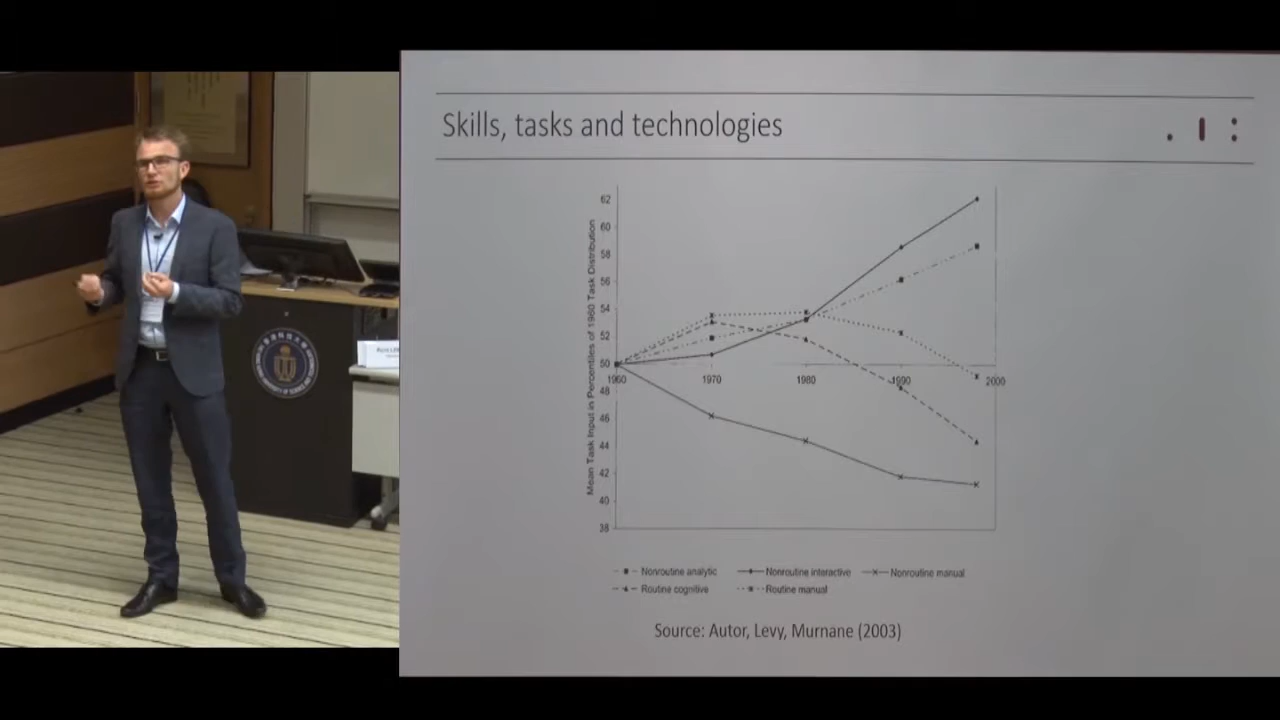 Skills, tasks and technologies
Mean Task Input in Percentiles of 1960 Task Distribution
62
60
58
56
54
52
50
48
46
44
42
40
38
1960
1970
1980
1990
2000
Nonroutine analytic
Nonroutine interactive
Nonroutine manual
Routine cognitive
Routine manual
Source: Autor, Levy, Murnane (2003)